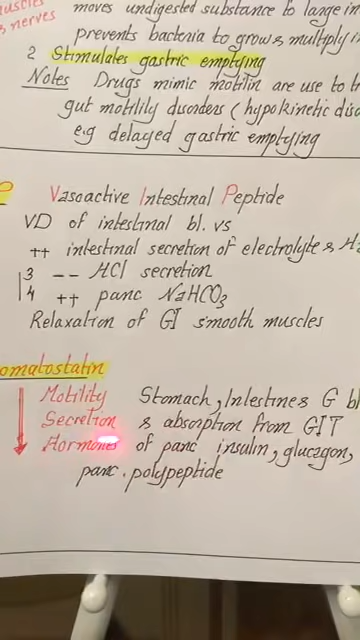 muscles
& nerves
moves undigested substance to large in
prevents bacteria to grow & multiply i
2 Stimulates gastric emptying
Notes Drugs mimic motilin are use to t
gut motility disorders (hypokinetic dis
e.g delayed gastric emptying
Vasoactive Intestinal Peptide
VD of intestinal bl. vs
++ intestinal secretion of electrolyte & H2
3 -- HCl secretion
4 ++ panc NaHCO3
Relaxation of GI smooth muscles
omatostatin
Motility Stomach, Intestines G bl
Secretion & absorption from GIT
Hormones of panc insulin, glucagon,
panc. polypeptide